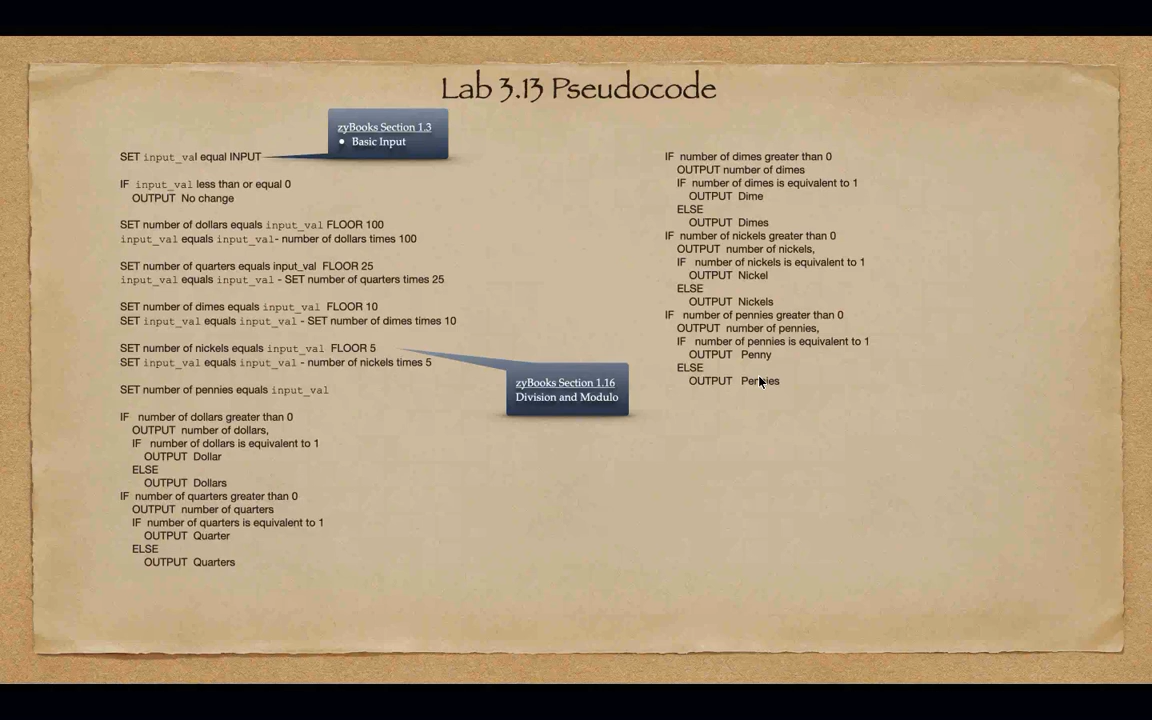 Lab 3.13 Pseudocode
zyBooks Section 1.3
• Basic Input
SET input_val equal INPUT
IF input_val less than or equal 0
OUTPUT No change
SET number of dollars equals input_val FLOOR 100
input_val equals input_val- number of dollars times 100
SET number of quarters equals input_val FLOOR 25
input_val equals input_val - SET number of quarters times 25
SET number of dimes equals input_val FLOOR 10
SET input_val equals input_val - SET number of dimes times 10
SET number of nickels equals input_val FLOOR 5
SET input_val equals input_val - number of nickels times 5
zyBooks Section 1.16
Division and Modulo
SET number of pennies equals input_val
IF number of dollars greater than 0
OUTPUT number of dollars,
IF number of dollars is equivalent to 1
OUTPUT Dollar
ELSE
OUTPUT Dollars
IF number of quarters greater than 0
OUTPUT number of quarters
IF number of quarters is equivalent to 1
OUTPUT Quarter
ELSE
OUTPUT Quarters
IF number of dimes greater than 0
OUTPUT number of dimes
IF number of dimes is equivalent to 1
OUTPUT Dime
ELSE
OUTPUT Dimes
IF number of nickels greater than 0
OUTPUT number of nickels,
IF number of nickels is equivalent to 1
OUTPUT Nickel
ELSE
OUTPUT Nickels
IF number of pennies greater than 0
OUTPUT number of pennies,
IF number of pennies is equivalent to 1
OUTPUT Penny
ELSE
OUTPUT Pennies